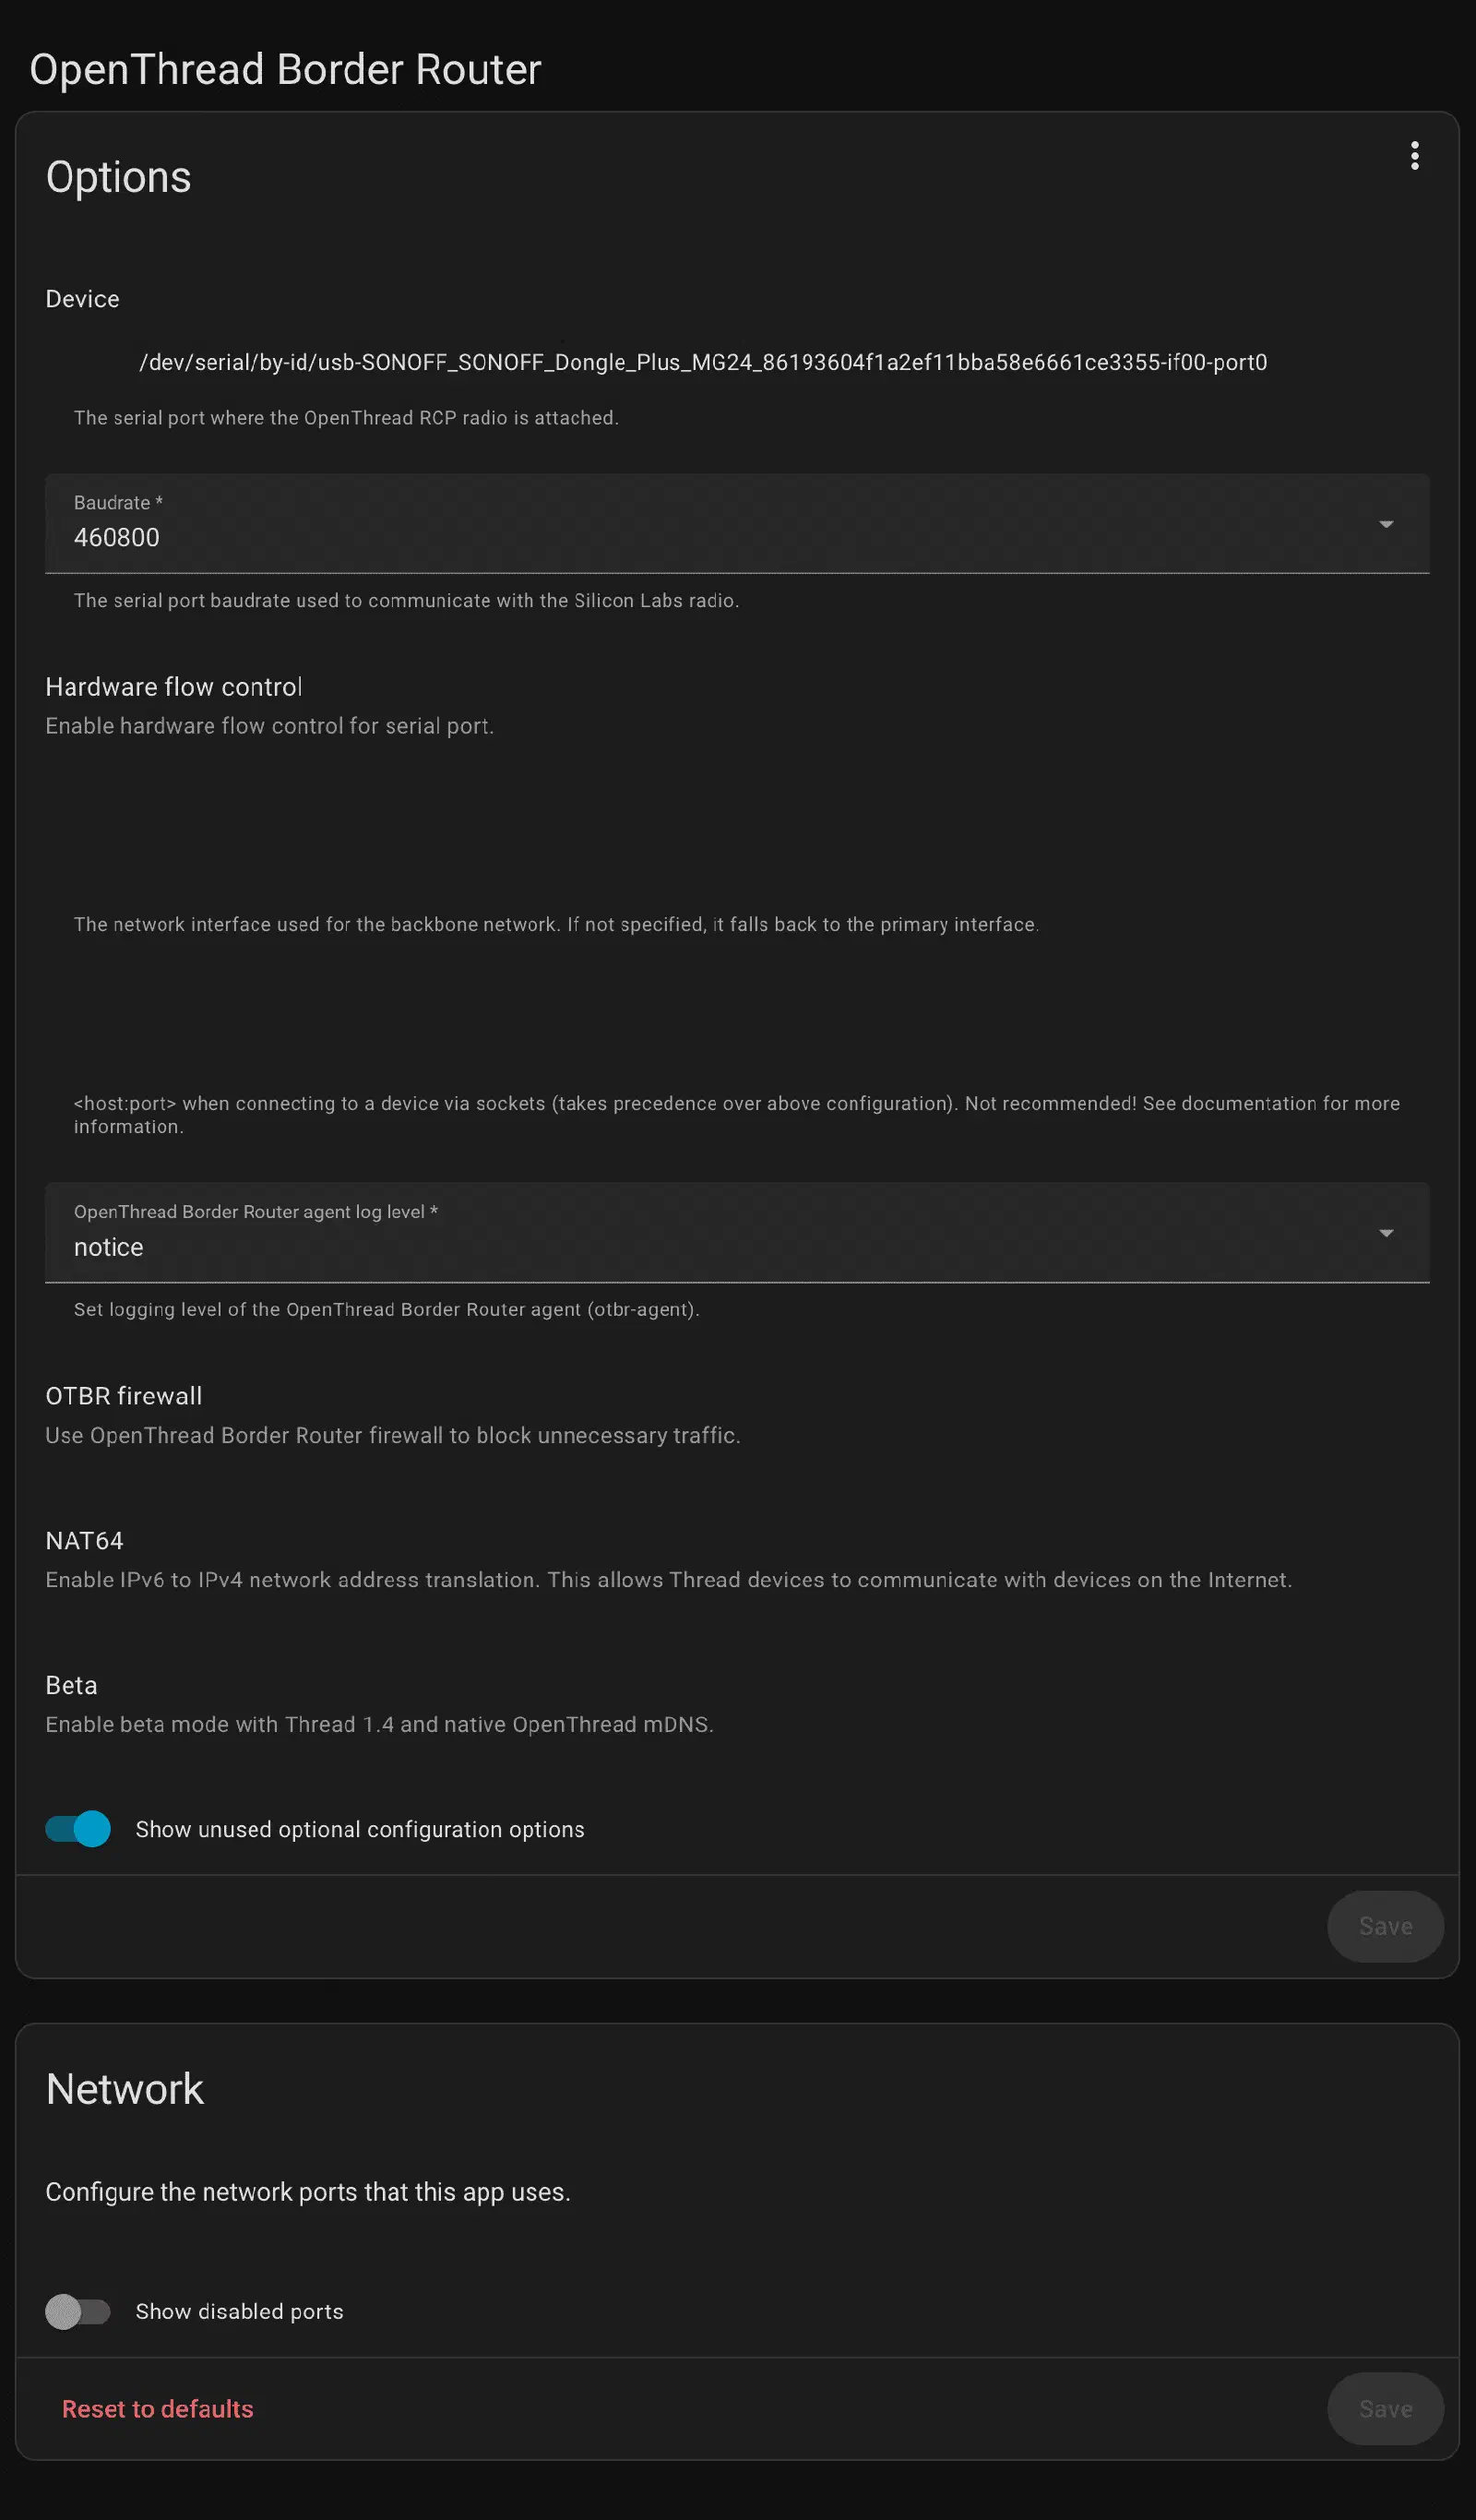 OpenThread Border Router
Options
Device
/dev/serial/by-id/usb-SONOFF_SONOFF_Dongle_Plus_MG24_86193604f1a2ef11bba58e6661ce3355-if00-port0
The serial port where the OpenThread RCP radio is attached.
Baudrate *
460800
The serial port baudrate used to communicate with the Silicon Labs radio.
Hardware flow control
Enable hardware flow control for serial port.
The network interface used for the backbone network. If not specified, it falls back to the primary interface.
<host:port> when connecting to a device via sockets (takes precedence over above configuration). Not recommended! See documentation for more
information.
OpenThread Border Router agent log level *
notice
Set logging level of the OpenThread Border Router agent (otbr-agent).
OTBR firewall
Use OpenThread Border Router firewall to block unnecessary traffic.
NAT64
Enable IPv6 to IPv4 network address translation. This allows Thread devices to communicate with devices on the Internet.
Beta
Enable beta mode with Thread 1.4 and native OpenThread mDNS.
Show unused optional configuration options
Save
Network
Configure the network ports that this app uses.
Show disabled ports
Reset to defaults
Save